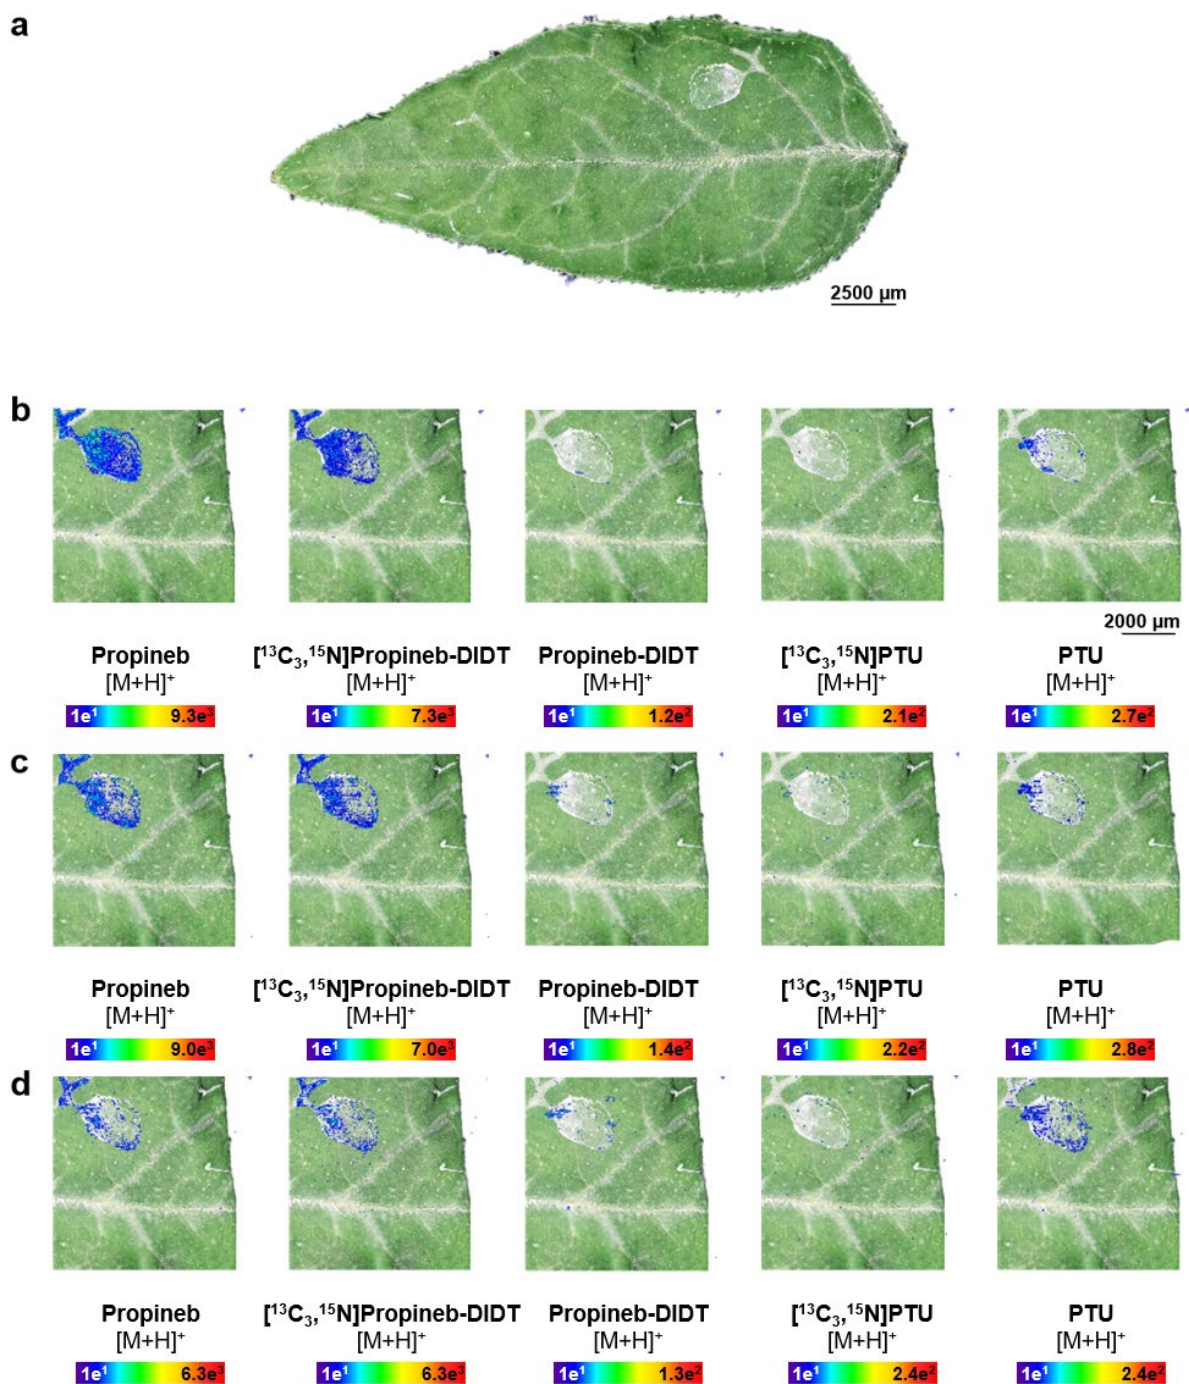 a
2500 µm
b
2000 µm
Propineb [¹³C₃,¹⁵N]Propineb-DIDT Propineb-DIDT [¹³C₃,¹⁵N]PTU PTU
[M+H]⁺ [M+H]⁺ [M+H]⁺ [M+H]⁺ [M+H]⁺
1e¹ 9.3e³ 1e¹ 7.3e³ 1e¹ 1.2e² 1e¹ 2.1e² 1e¹ 2.7e²
c
Propineb [¹³C₃,¹⁵N]Propineb-DIDT Propineb-DIDT [¹³C₃,¹⁵N]PTU PTU
[M+H]⁺ [M+H]⁺ [M+H]⁺ [M+H]⁺ [M+H]⁺
1e¹ 9.0e³ 1e¹ 7.0e³ 1e¹ 1.4e² 1e¹ 2.2e² 1e¹ 2.8e²
d
Propineb [¹³C₃,¹⁵N]Propineb-DIDT Propineb-DIDT [¹³C₃,¹⁵N]PTU PTU
[M+H]⁺ [M+H]⁺ [M+H]⁺ [M+H]⁺ [M+H]⁺
1e¹ 6.3e³ 1e¹ 6.3e³ 1e¹ 1.3e² 1e¹ 2.4e² 1e¹ 2.4e²